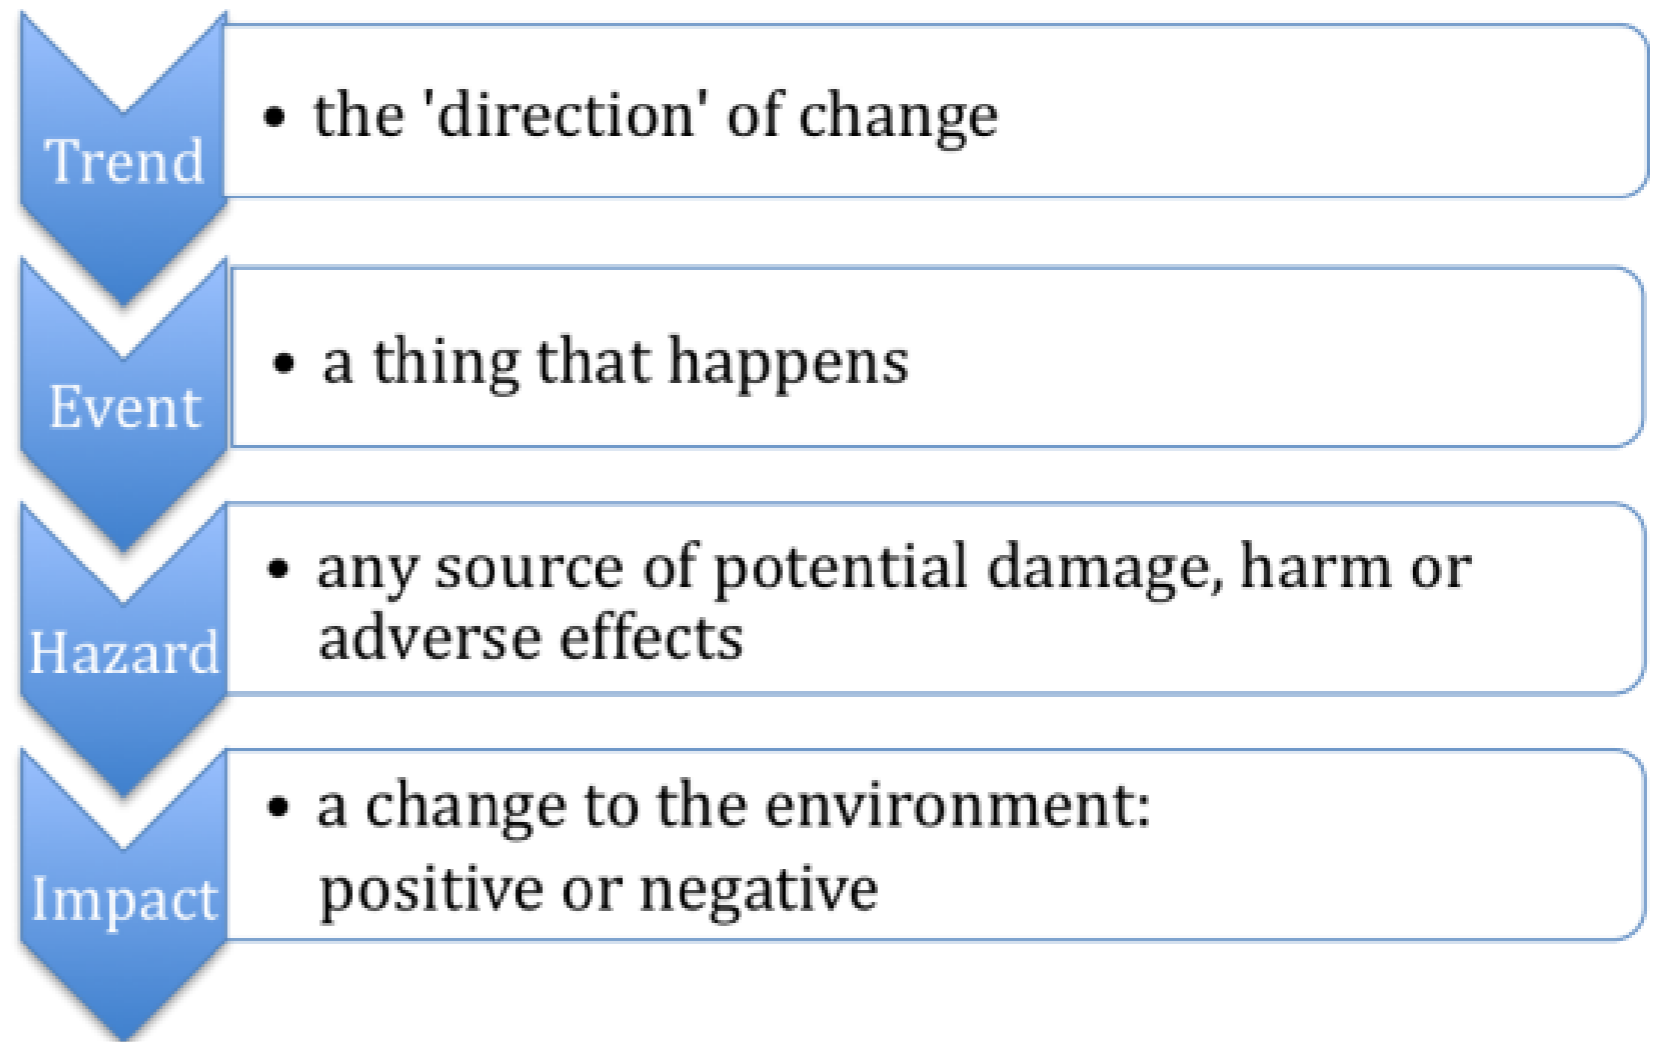 Trend
• the 'direction' of change
Event
• a thing that happens
Hazard
• any source of potential damage, harm or
adverse effects
Impact
• a change to the environment:
positive or negative